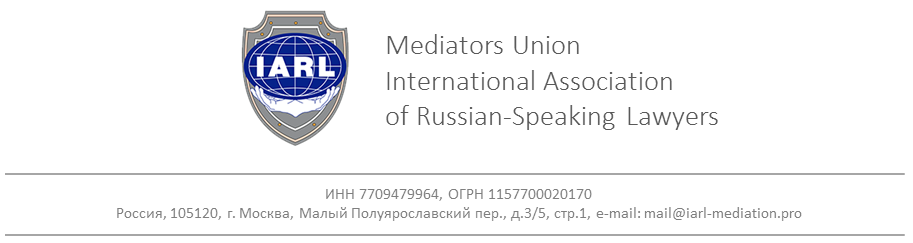 IARL
Mediators Union
International Association
of Russian-Speaking Lawyers
ИНН 7709479964, ОГРН 1157700020170
Россия, 105120, г. Москва, Малый Полуярославский пер., д.3/5, стр.1, e-mail: mail@iarl-mediation.pro